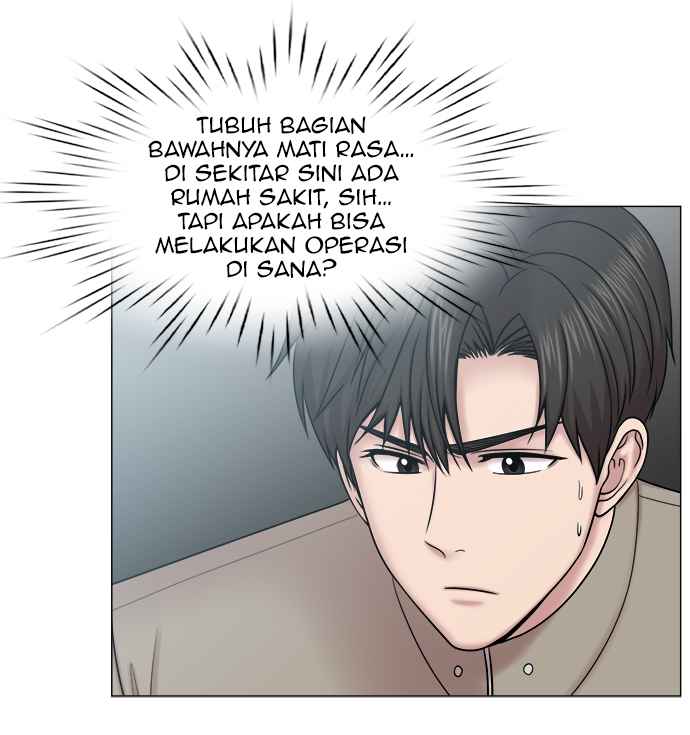 TUBUH BAGIAN
BAWAHNYA MATI RASA...
DI SEKITAR SINI ADA
RUMAH SAKIT, SIH...
TAPI APAKAH BISA
MELAKUKAN OPERASI
DI SANA?